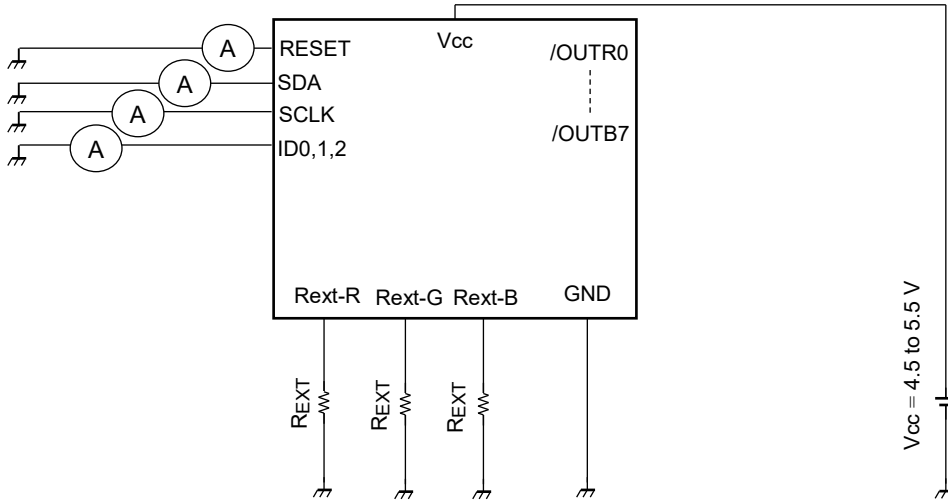 Vcc
A
RESET
/OUTR0
A
SDA
A
SCLK
/OUTB7
A
ID0,1,2
Rext-R Rext-G Rext-B GND
REXT
REXT
REXT
Vcc = 4.5 to 5.5 V